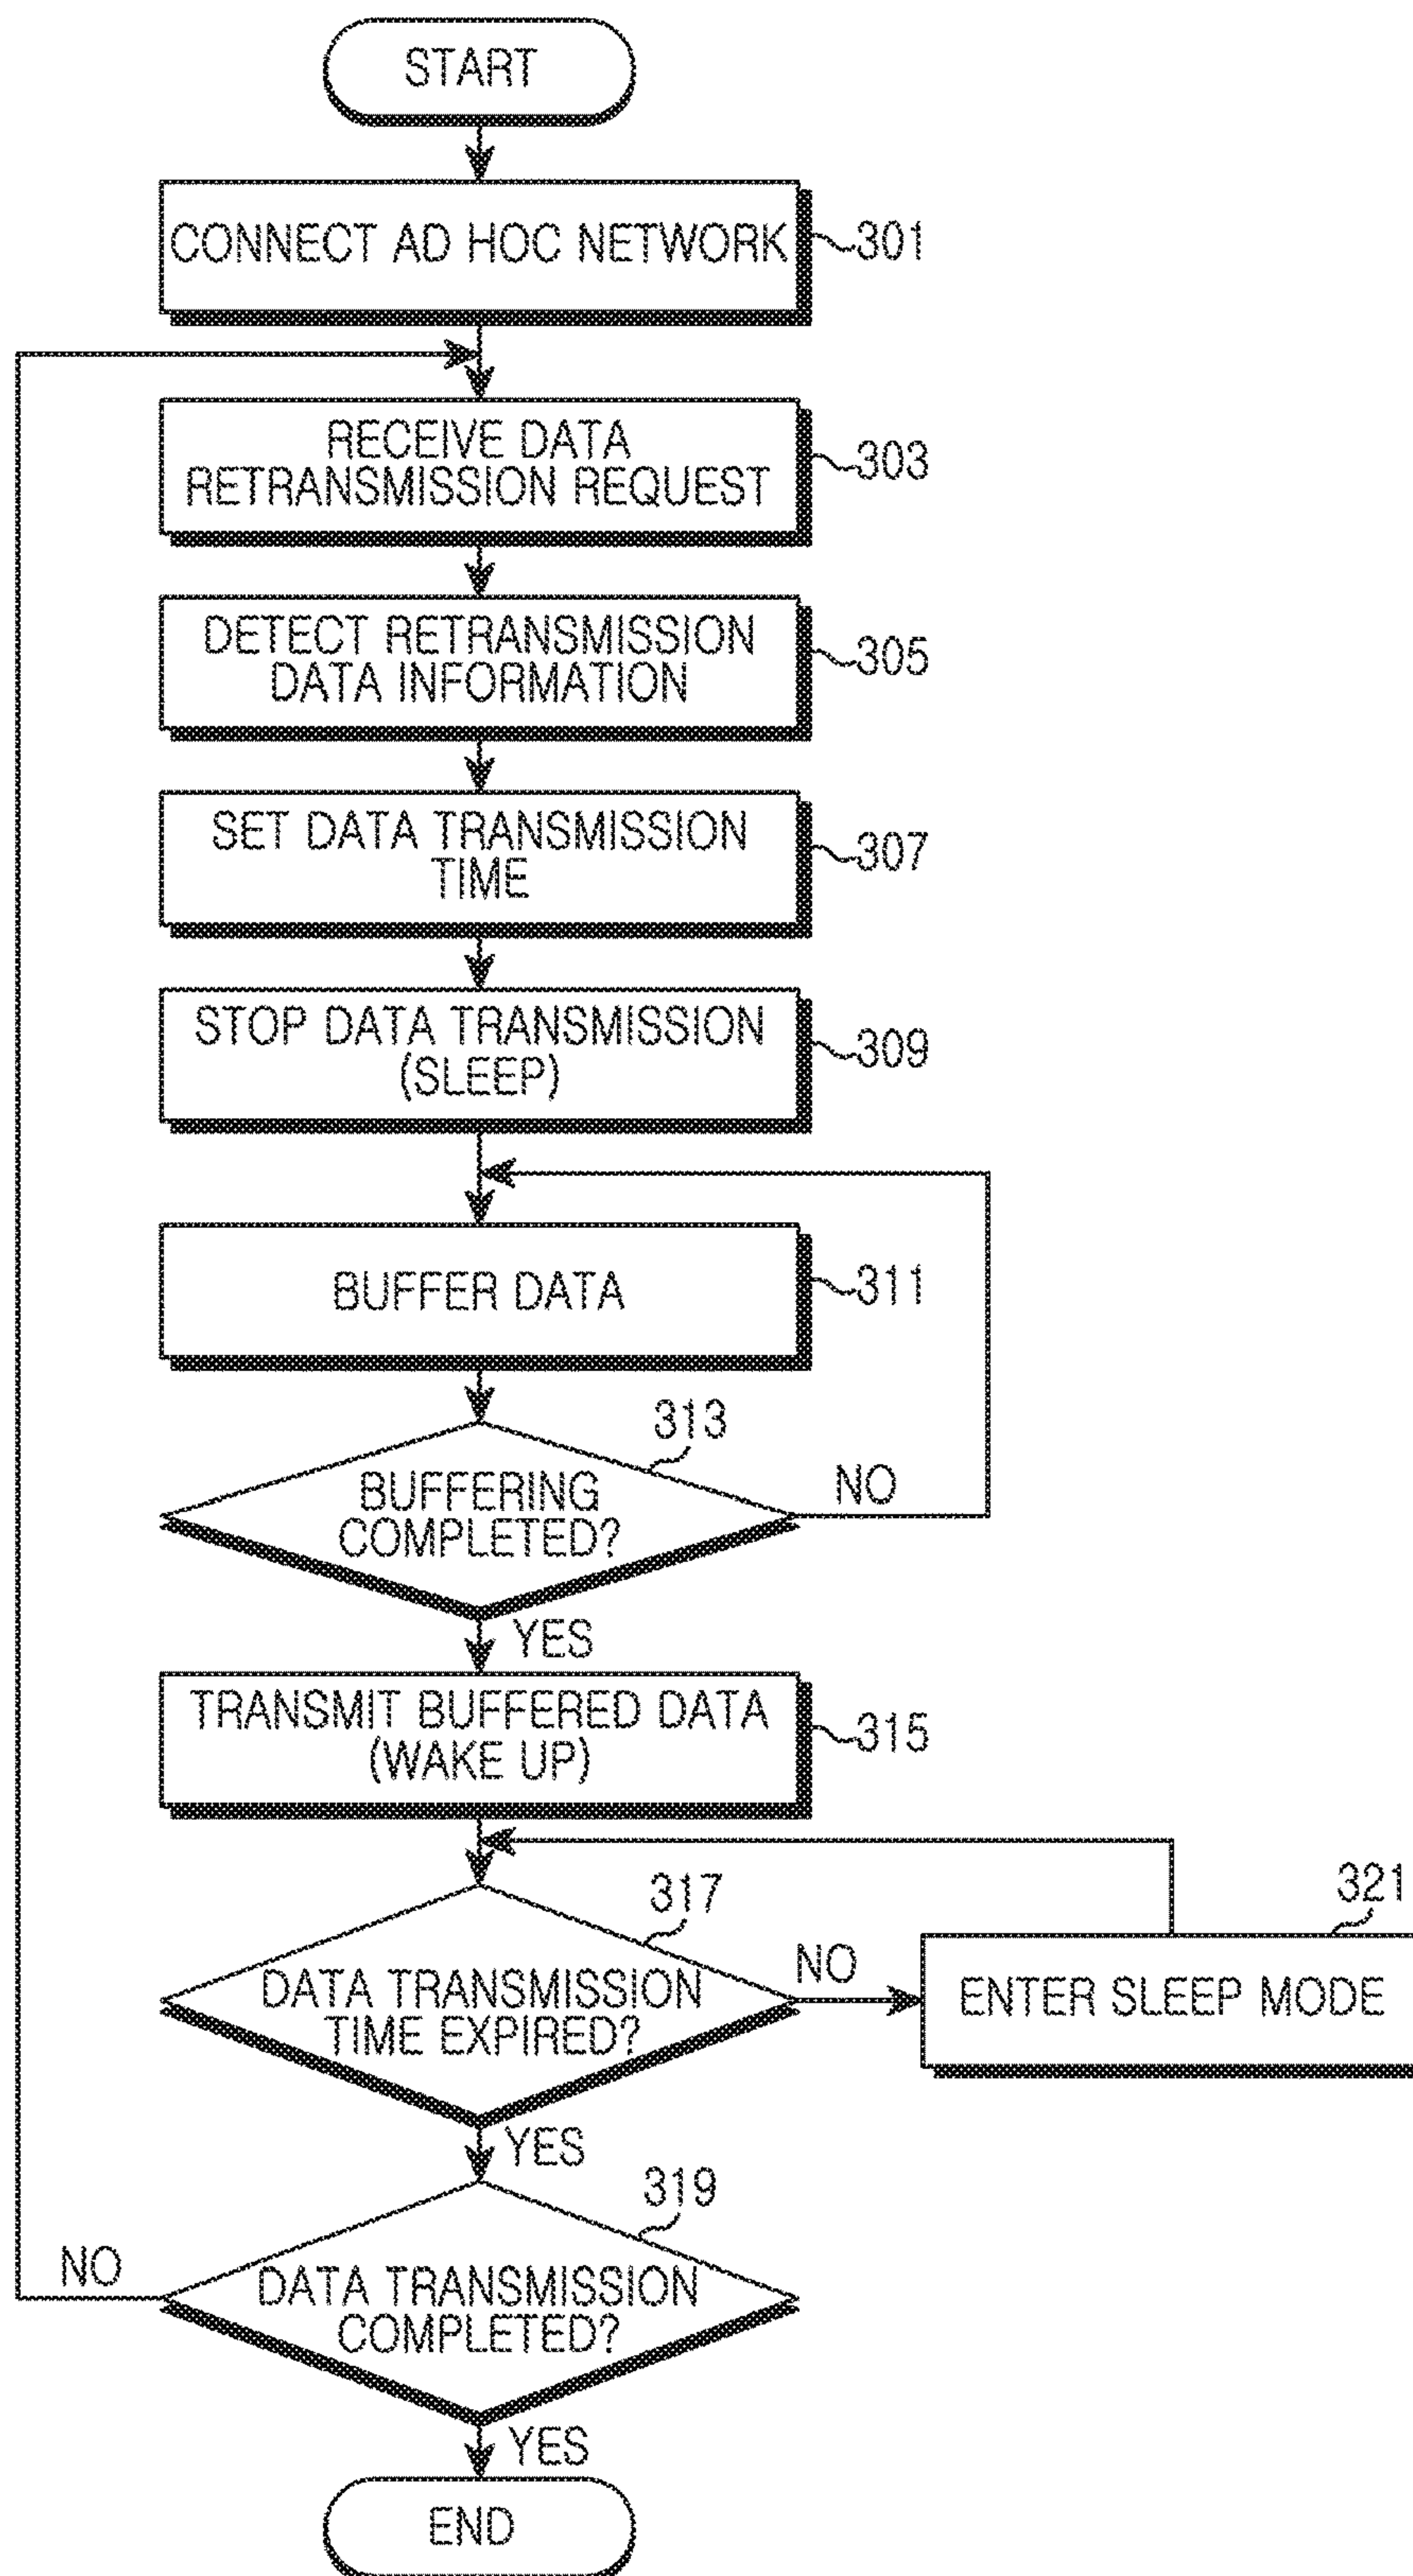 START
CONNECT AD HOC NETWORK
301
RECEIVE DATA
RETRANSMISSION REQUEST
303
DETECT RETRANSMISSION
DATA INFORMATION
305
SET DATA TRANSMISSION
TIME
307
STOP DATA TRANSMISSION
(SLEEP)
309
BUFFER DATA
311
313
BUFFERING
COMPLETED?
NO
YES
TRANSMIT BUFFERED DATA
(WAKE UP)
315
317
DATA TRANSMISSION
TIME EXPIRED?
NO
321
ENTER SLEEP MODE
YES
319
DATA TRANSMISSION
COMPLETED?
NO
YES
END